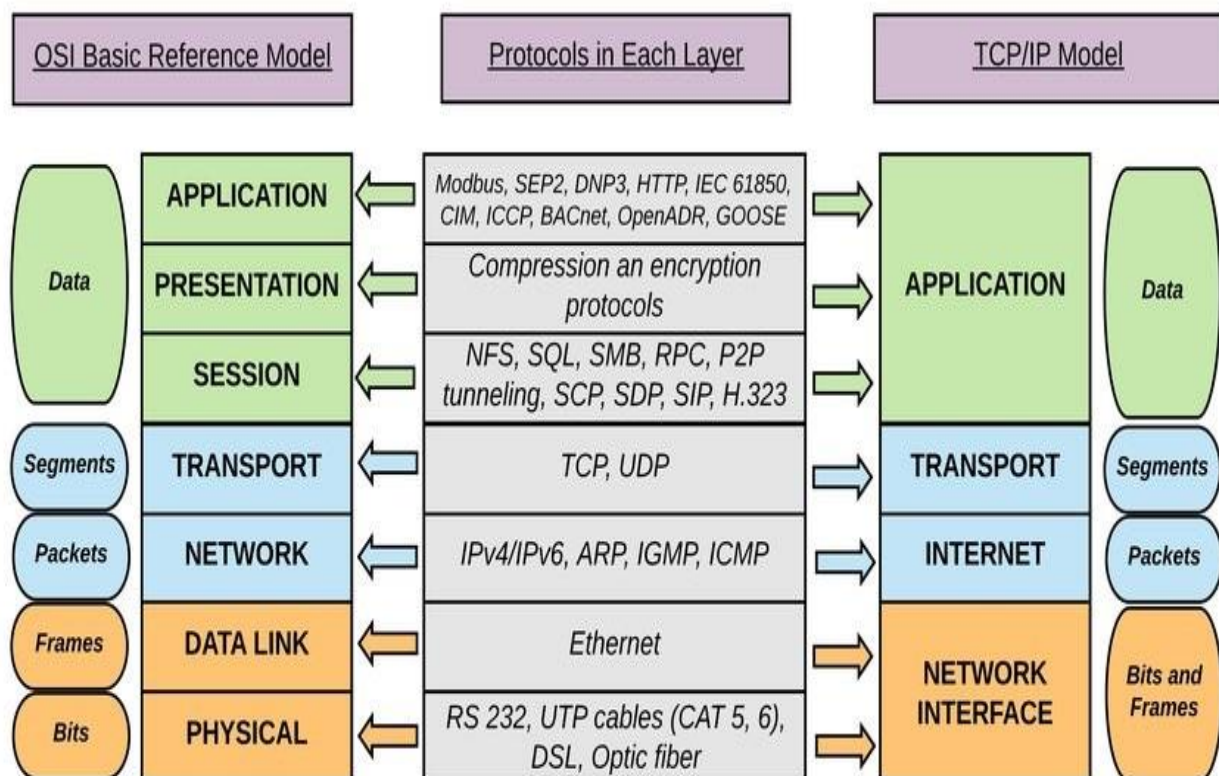 OSI Basic Reference Model
Protocols in Each Layer
TCP/IP Model
Data
APPLICATION
Modbus, SEP2, DNP3, HTTP, IEC 61850,
CIM, ICCP, BACnet, OpenADR, GOOSE
PRESENTATION
Compression an encryption
protocols
SESSION
NFS, SQL, SMB, RPC, P2P
tunneling, SCP, SDP, SIP, H.323
APPLICATION
Data
Segments
TRANSPORT
TCP, UDP
TRANSPORT
Segments
Packets
NETWORK
IPv4/IPv6, ARP, IGMP, ICMP
INTERNET
Packets
Frames
DATA LINK
Ethernet
Bits
PHYSICAL
RS 232, UTP cables (CAT 5, 6),
DSL, Optic fiber
NETWORK
INTERFACE
Bits and
Frames